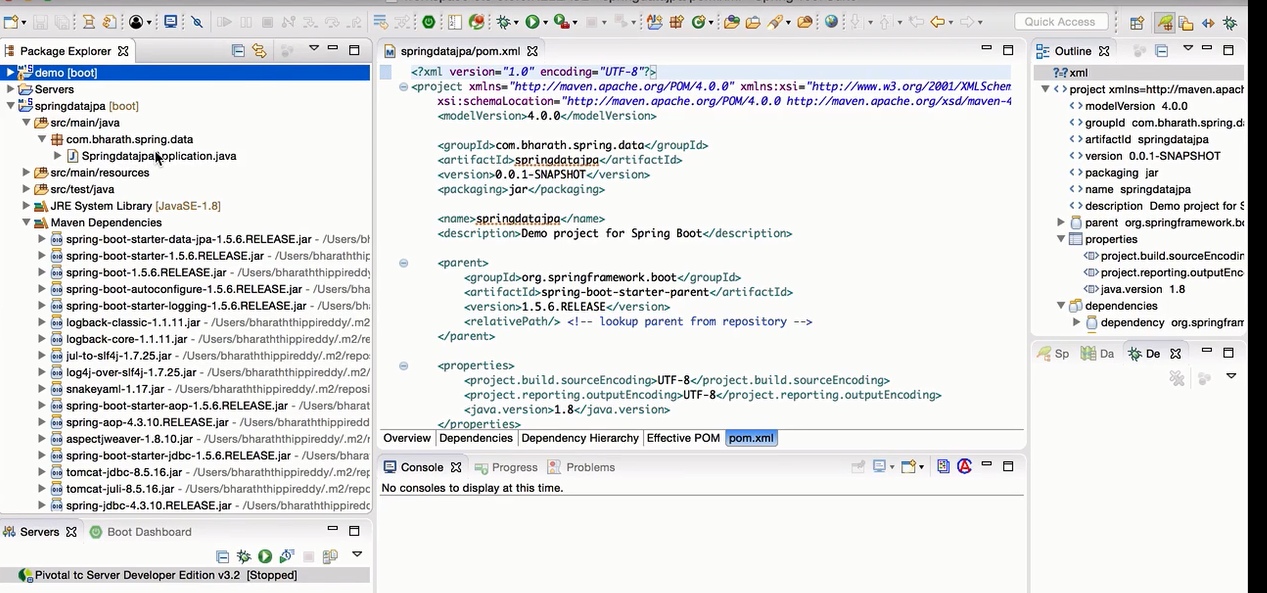 Quick Access
Package Explorer
demo [boot]
Servers
springdatajpa [boot]
src/main/java
com.bharath.spring.data
SpringdatajpaApplication.java
src/main/resources
src/test/java
JRE System Library [JavaSE-1.8]
Maven Dependencies
spring-boot-starter-data-jpa-1.5.6.RELEASE.jar - /Users/bh
spring-boot-starter-1.5.6.RELEASE.jar - /Users/bharaththi
spring-boot-1.5.6.RELEASE.jar - /Users/bharaththippiredd
spring-boot-autoconfigure-1.5.6.RELEASE.jar - /Users/bh
spring-boot-starter-logging-1.5.6.RELEASE.jar - /Users/b
logback-classic-1.1.11.jar - /Users/bharaththippireddy/.m2
logback-core-1.1.11.jar - /Users/bharaththippireddy/.m2/r
jul-to-slf4j-1.7.25.jar - /Users/bharaththippireddy/.m2/repo
log4j-over-slf4j-1.7.25.jar - /Users/bharaththippireddy/.m
snakeyaml-1.17.jar - /Users/bharaththippireddy/.m2/reposi
spring-boot-starter-aop-1.5.6.RELEASE.jar - /Users/bharat
spring-aop-4.3.10.RELEASE.jar - /Users/bharaththippiredd
aspectjweaver-1.8.10.jar - /Users/bharaththippireddy/.m2/r
spring-boot-starter-jdbc-1.5.6.RELEASE.jar - /Users/bhara
tomcat-jdbc-8.5.16.jar - /Users/bharaththippireddy/.m2/re
tomcat-juli-8.5.16.jar - /Users/bharaththippireddy/.m2/repo
spring-jdbc-4.3.10.RELEASE.jar - /Users/bharaththippiredd
Servers
Boot Dashboard
Pivotal tc Server Developer Edition v3.2 [Stopped]
springdatajpa/pom.xml
<?xml version="1.0" encoding="UTF-8"?>
<project xmlns="http://maven.apache.org/POM/4.0.0" xmlns:xsi="http://www.w3.org/2001/XMLSchem
xsi:schemaLocation="http://maven.apache.org/POM/4.0.0 http://maven.apache.org/xsd/maven-4
<modelVersion>4.0.0</modelVersion>
<groupId>com.bharath.spring.data</groupId>
<artifactId>springdatajpa</artifactId>
<version>0.0.1-SNAPSHOT</version>
<packaging>jar</packaging>
<name>springdatajpa</name>
<description>Demo project for Spring Boot</description>
<parent>
<groupId>org.springframework.boot</groupId>
<artifactId>spring-boot-starter-parent</artifactId>
<version>1.5.6.RELEASE</version>
<relativePath/> <!-- lookup parent from repository -->
</parent>
<properties>
<project.build.sourceEncoding>UTF-8</project.build.sourceEncoding>
<project.reporting.outputEncoding>UTF-8</project.reporting.outputEncoding>
<java.version>1.8</java.version>
</properties>
Overview
Dependencies
Dependency Hierarchy
Effective POM
pom.xml
Console
Progress
Problems
No consoles to display at this time.
Outline
xml
project xmlns=http://maven.apach
modelVersion 4.0.0
groupId com.bharath.spring.da
artifactId springdatajpa
version 0.0.1-SNAPSHOT
packaging jar
name springdatajpa
description Demo project for S
parent org.springframework.bo
properties
project.build.sourceEncodin
project.reporting.outputEnc
java.version 1.8
dependencies
dependency org.springfram
Sp
Da
De